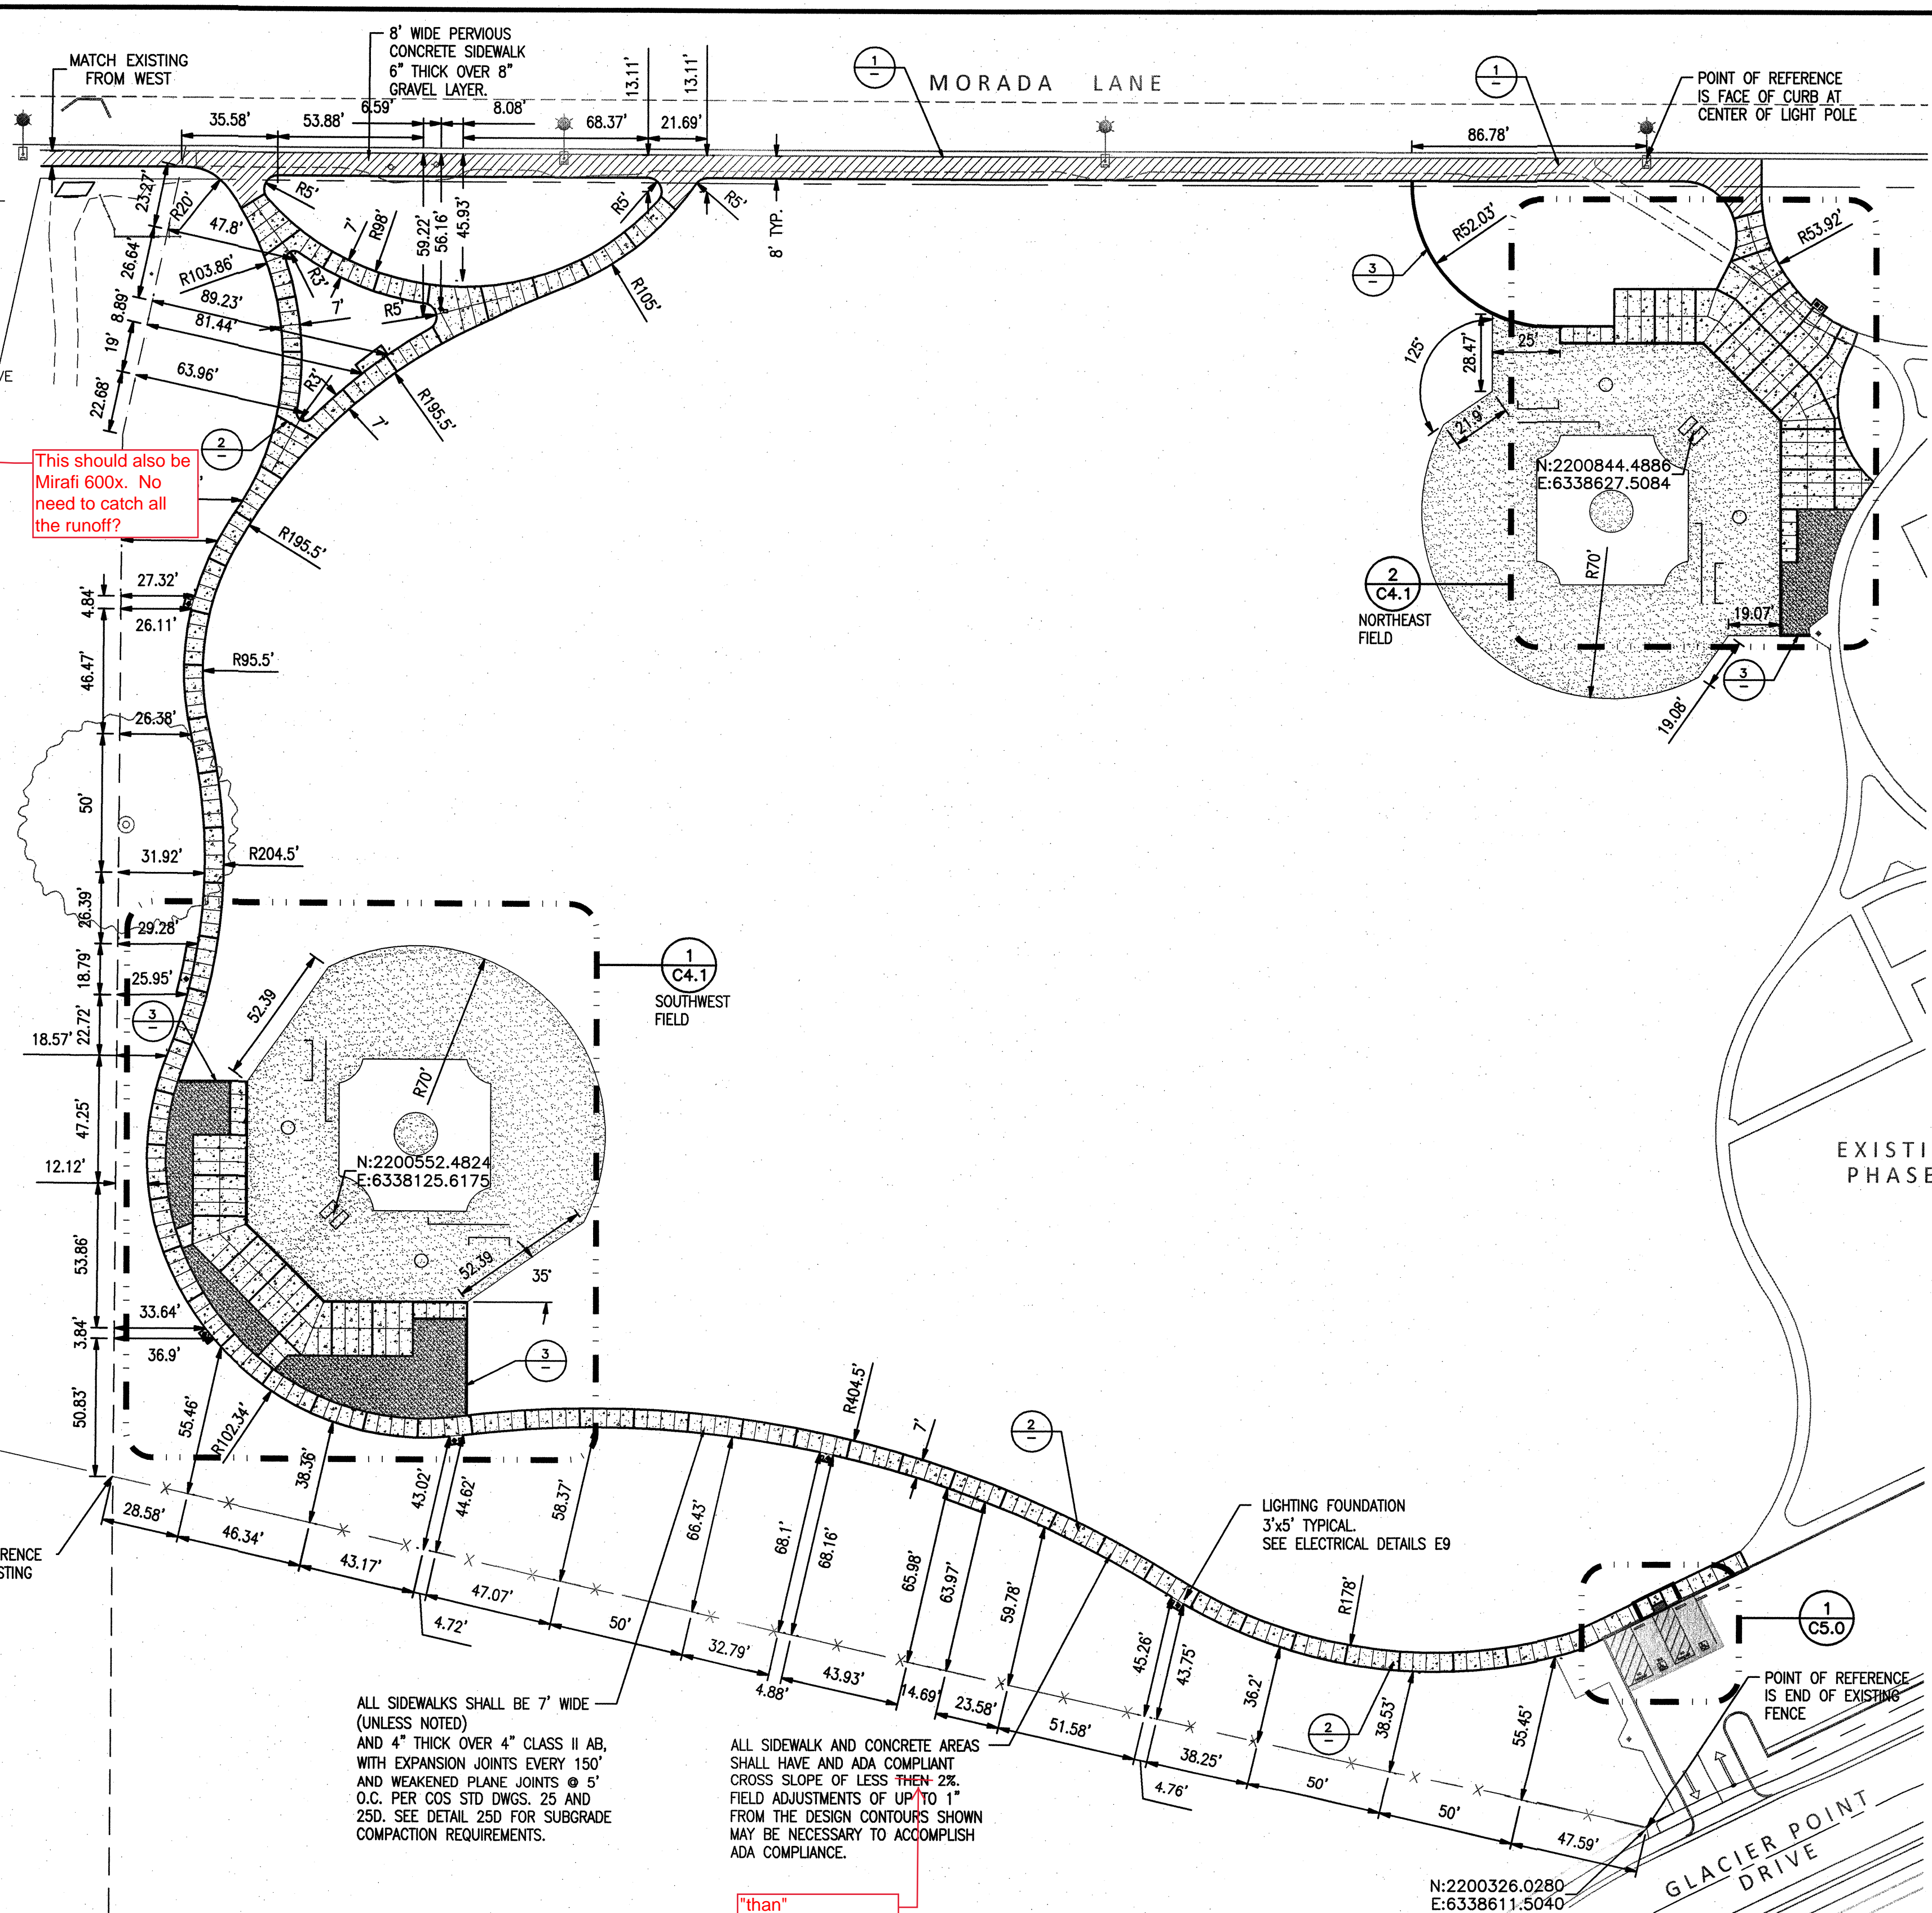 8' WIDE PERVIOUS
CONCRETE SIDEWALK
6" THICK OVER 8"
GRAVEL LAYER.
MATCH EXISTING
FROM WEST
1
–
MORADA LANE
1
–
POINT OF REFERENCE
IS FACE OF CURB AT
CENTER OF LIGHT POLE
13.11'
13.11'
6.59'
8.08'
35.58'
53.88'
68.37'
21.69'
86.78'
23.27'
R20'
R5'
47.8'
7'
R98'
59.22'
56.16'
45.93'
R5'
R5'
8' TYP.
R52.03'
R53.92'
26.64'
R103.86'
R3'
R105'
3
–
8.89'
89.23'
7'
R5'
81.44'
19'
63.96'
R3'
R195.5'
22.68'
7'
125°
28.47'
25'
21.9'
VE
2
–
This should also be
Mirafi 600x. No
need to catch all
the runoff?
'
N:2200844.4886
E:6338627.5084
R195.5'
R70'
2
C4.1
NORTHEAST
FIELD
19.07'
3
–
19.08'
27.32'
4.84'
26.11'
46.47'
R95.5'
26.38'
50'
31.92'
R204.5'
26.39'
29.28'
18.79'
25.95'
1
C4.1
SOUTHWEST
FIELD
52.39
3
–
22.72'
18.57'
R70'
47.25'
12.12'
N:2200552.4824
E:6338125.6175
EXISTI
PHASE
53.86'
52.39
35°
33.64'
3.84'
36.9'
3
–
50.83'
55.46'
R102.34'
38.36'
43.02'
44.62'
58.37'
66.43'
R404.5'
7'
2
–
68.1'
68.16'
65.98'
63.97'
59.78'
LIGHTING FOUNDATION
3'x5' TYPICAL.
SEE ELECTRICAL DETAILS E9
R178'
45.26'
43.75'
36.2'
38.53'
55.45'
1
C5.0
RENCE
STING
28.58'
46.34'
43.17'
4.72'
47.07'
50'
32.79'
4.88'
43.93'
14.69'
23.58'
51.58'
4.76'
38.25'
50'
50'
47.59'
2
–
POINT OF REFERENCE
IS END OF EXISTING
FENCE
ALL SIDEWALKS SHALL BE 7' WIDE
(UNLESS NOTED)
AND 4" THICK OVER 4" CLASS II AB,
WITH EXPANSION JOINTS EVERY 150'
AND WEAKENED PLANE JOINTS @ 5'
O.C. PER COS STD DWGS. 25 AND
25D. SEE DETAIL 25D FOR SUBGRADE
COMPACTION REQUIREMENTS.
ALL SIDEWALK AND CONCRETE AREAS
SHALL HAVE AND ADA COMPLIANT
CROSS SLOPE OF LESS THEN 2%.
FIELD ADJUSTMENTS OF UP TO 1"
FROM THE DESIGN CONTOURS SHOWN
MAY BE NECESSARY TO ACCOMPLISH
ADA COMPLIANCE.
"than"
GLACIER POINT
DRIVE
N:2200326.0280
E:6338611.5040